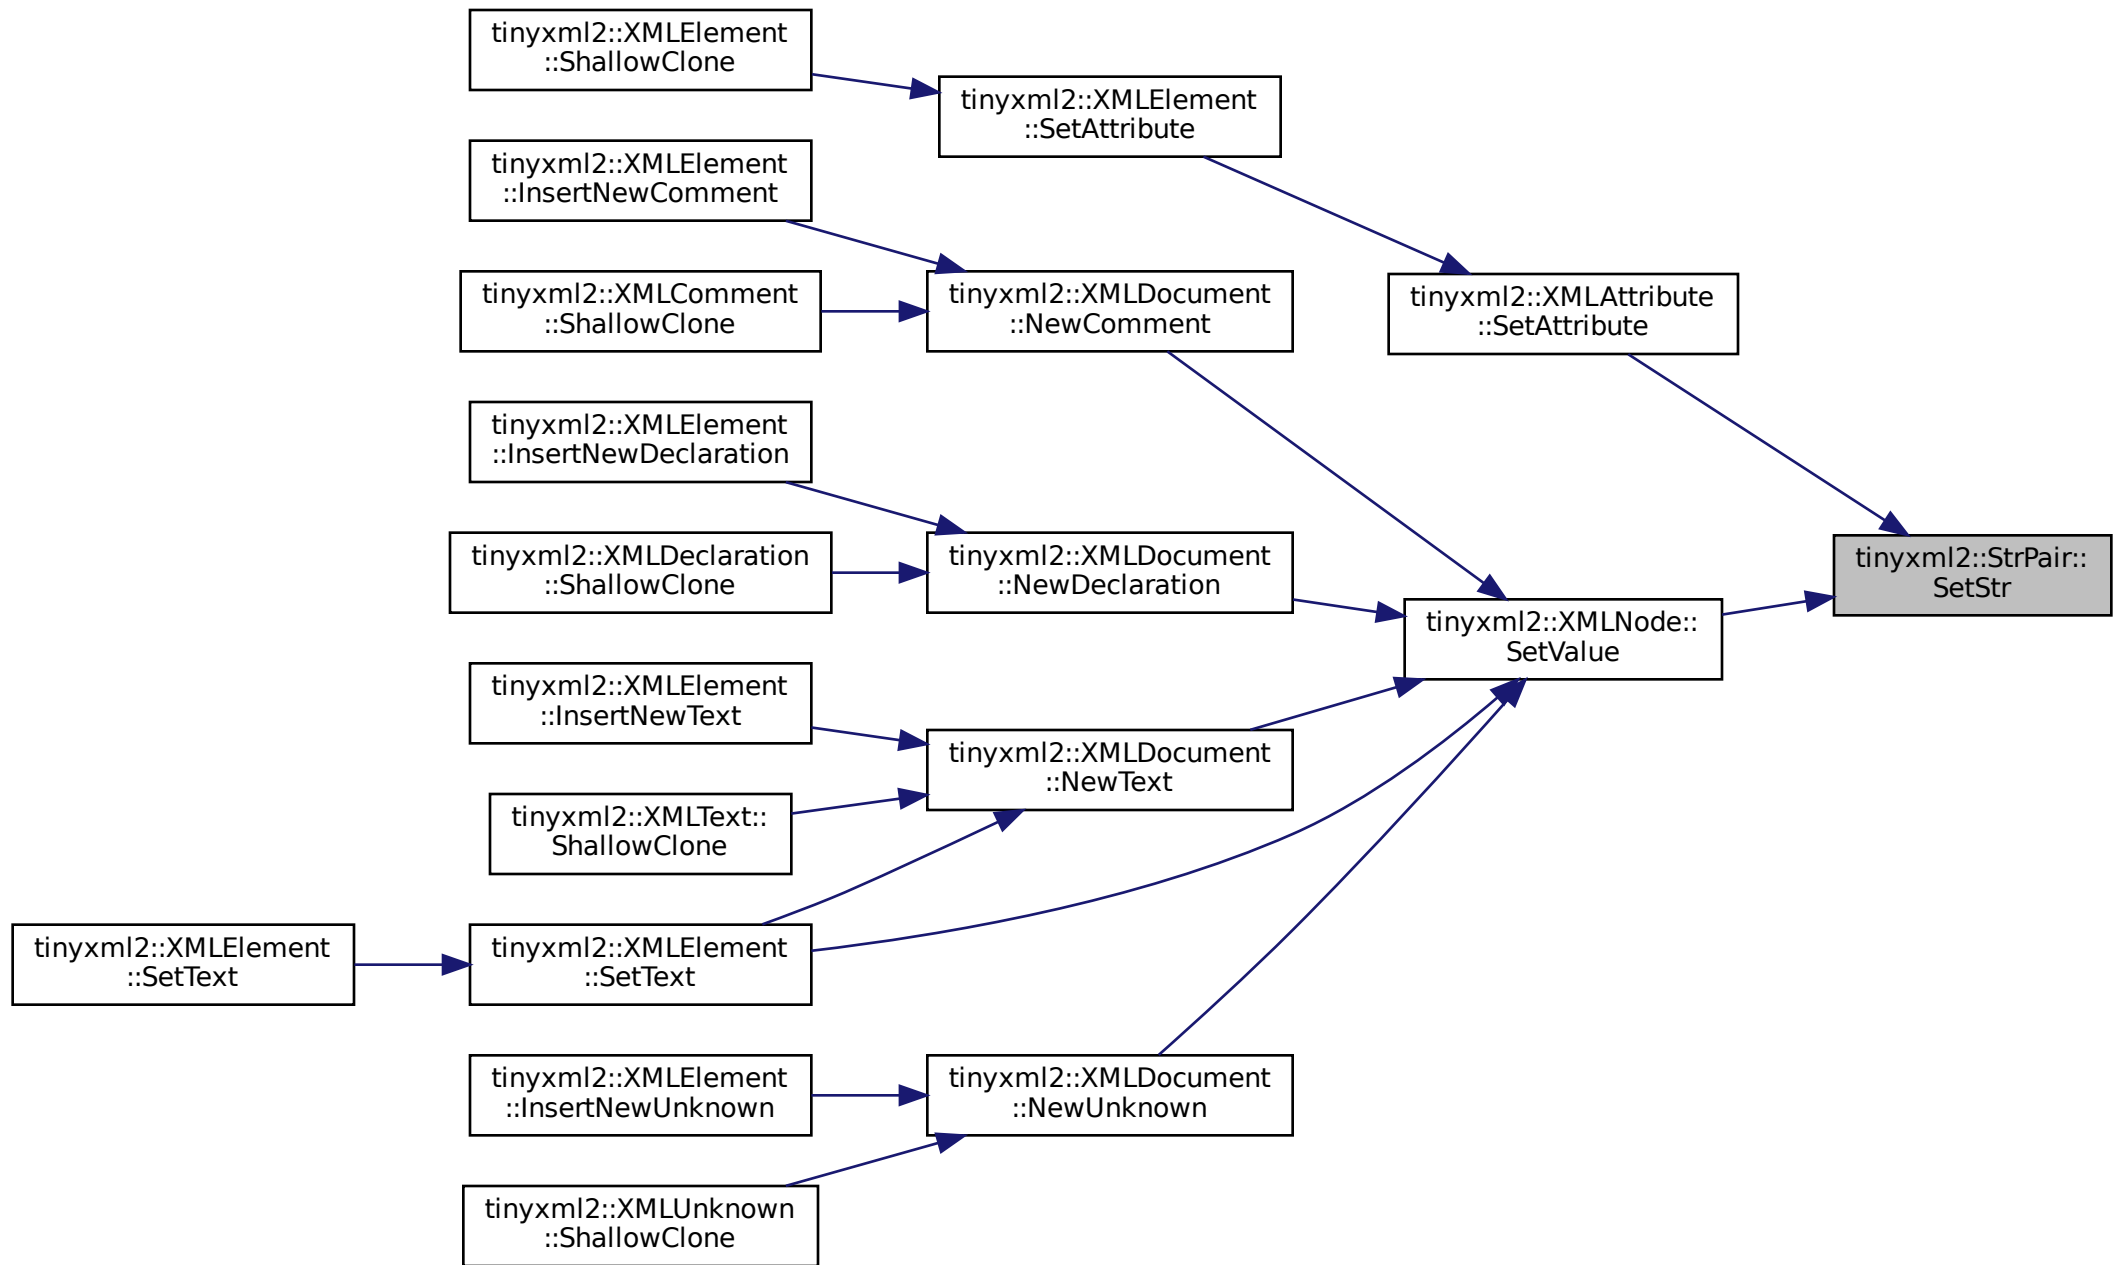 tinyxml2::XMLElement
::ShallowClone
tinyxml2::XMLElement
::SetAttribute
tinyxml2::XMLElement
::InsertNewComment
tinyxml2::XMLComment
::ShallowClone
tinyxml2::XMLDocument
::NewComment
tinyxml2::XMLAttribute
::SetAttribute
tinyxml2::XMLElement
::InsertNewDeclaration
tinyxml2::XMLDeclaration
::ShallowClone
tinyxml2::XMLDocument
::NewDeclaration
tinyxml2::StrPair::
SetStr
tinyxml2::XMLNode::
SetValue
tinyxml2::XMLElement
::InsertNewText
tinyxml2::XMLDocument
::NewText
tinyxml2::XMLText::
ShallowClone
tinyxml2::XMLElement
::SetText
tinyxml2::XMLElement
::SetText
tinyxml2::XMLElement
::InsertNewUnknown
tinyxml2::XMLDocument
::NewUnknown
tinyxml2::XMLUnknown
::ShallowClone